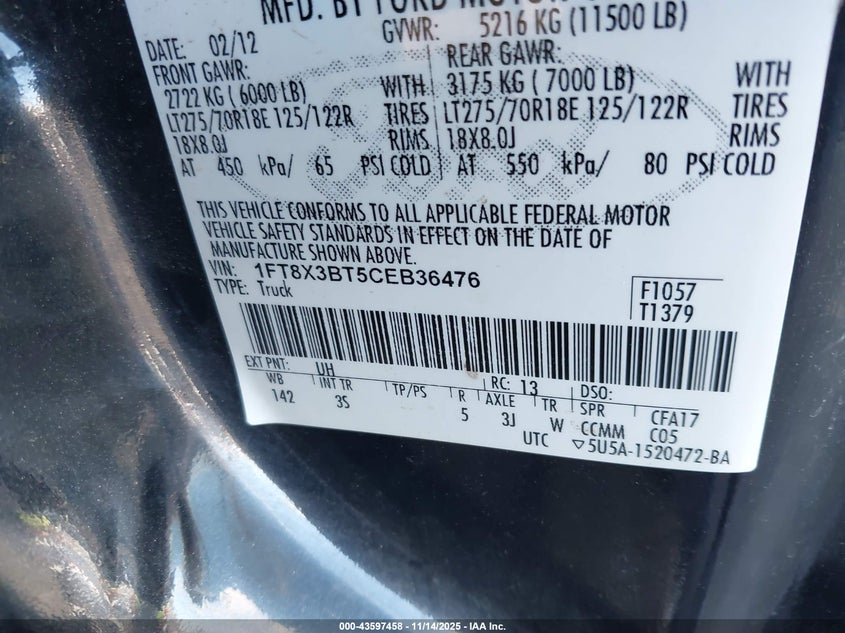 MFD. BY FORD MOTOR
DATE: 02/12 GVWR: 5216 KG (11500 LB)
FRONT GAWR: REAR GAWR:
2722 KG (6000 LB) WITH 3175 KG (7000 LB) WITH
LT275/70R18E 125/122R TIRES LT275/70R18E 125/122R TIRES
18X8.0J RIMS 18X8.0J RIMS
AT 450 kPa/ 65 PSI COLD AT 550 kPa/ 80 PSI COLD
THIS VEHICLE CONFORMS TO ALL APPLICABLE FEDERAL MOTOR
VEHICLE SAFETY STANDARDS IN EFFECT ON THE DATE OF
MANUFACTURE SHOWN ABOVE.
VIN: 1FT8X3BT5CEB36476
TYPE: Truck
F1057
T1379
EXT PNT: UH RC: 13 DSO:
WB INT TR TP/PS R AXLE TR SPR CFA17
142 3S 5 3J W CCMM C05
UTC ▽5U5A-1520472-BA
000-43597458 - 11/14/2025 - IAA Inc.